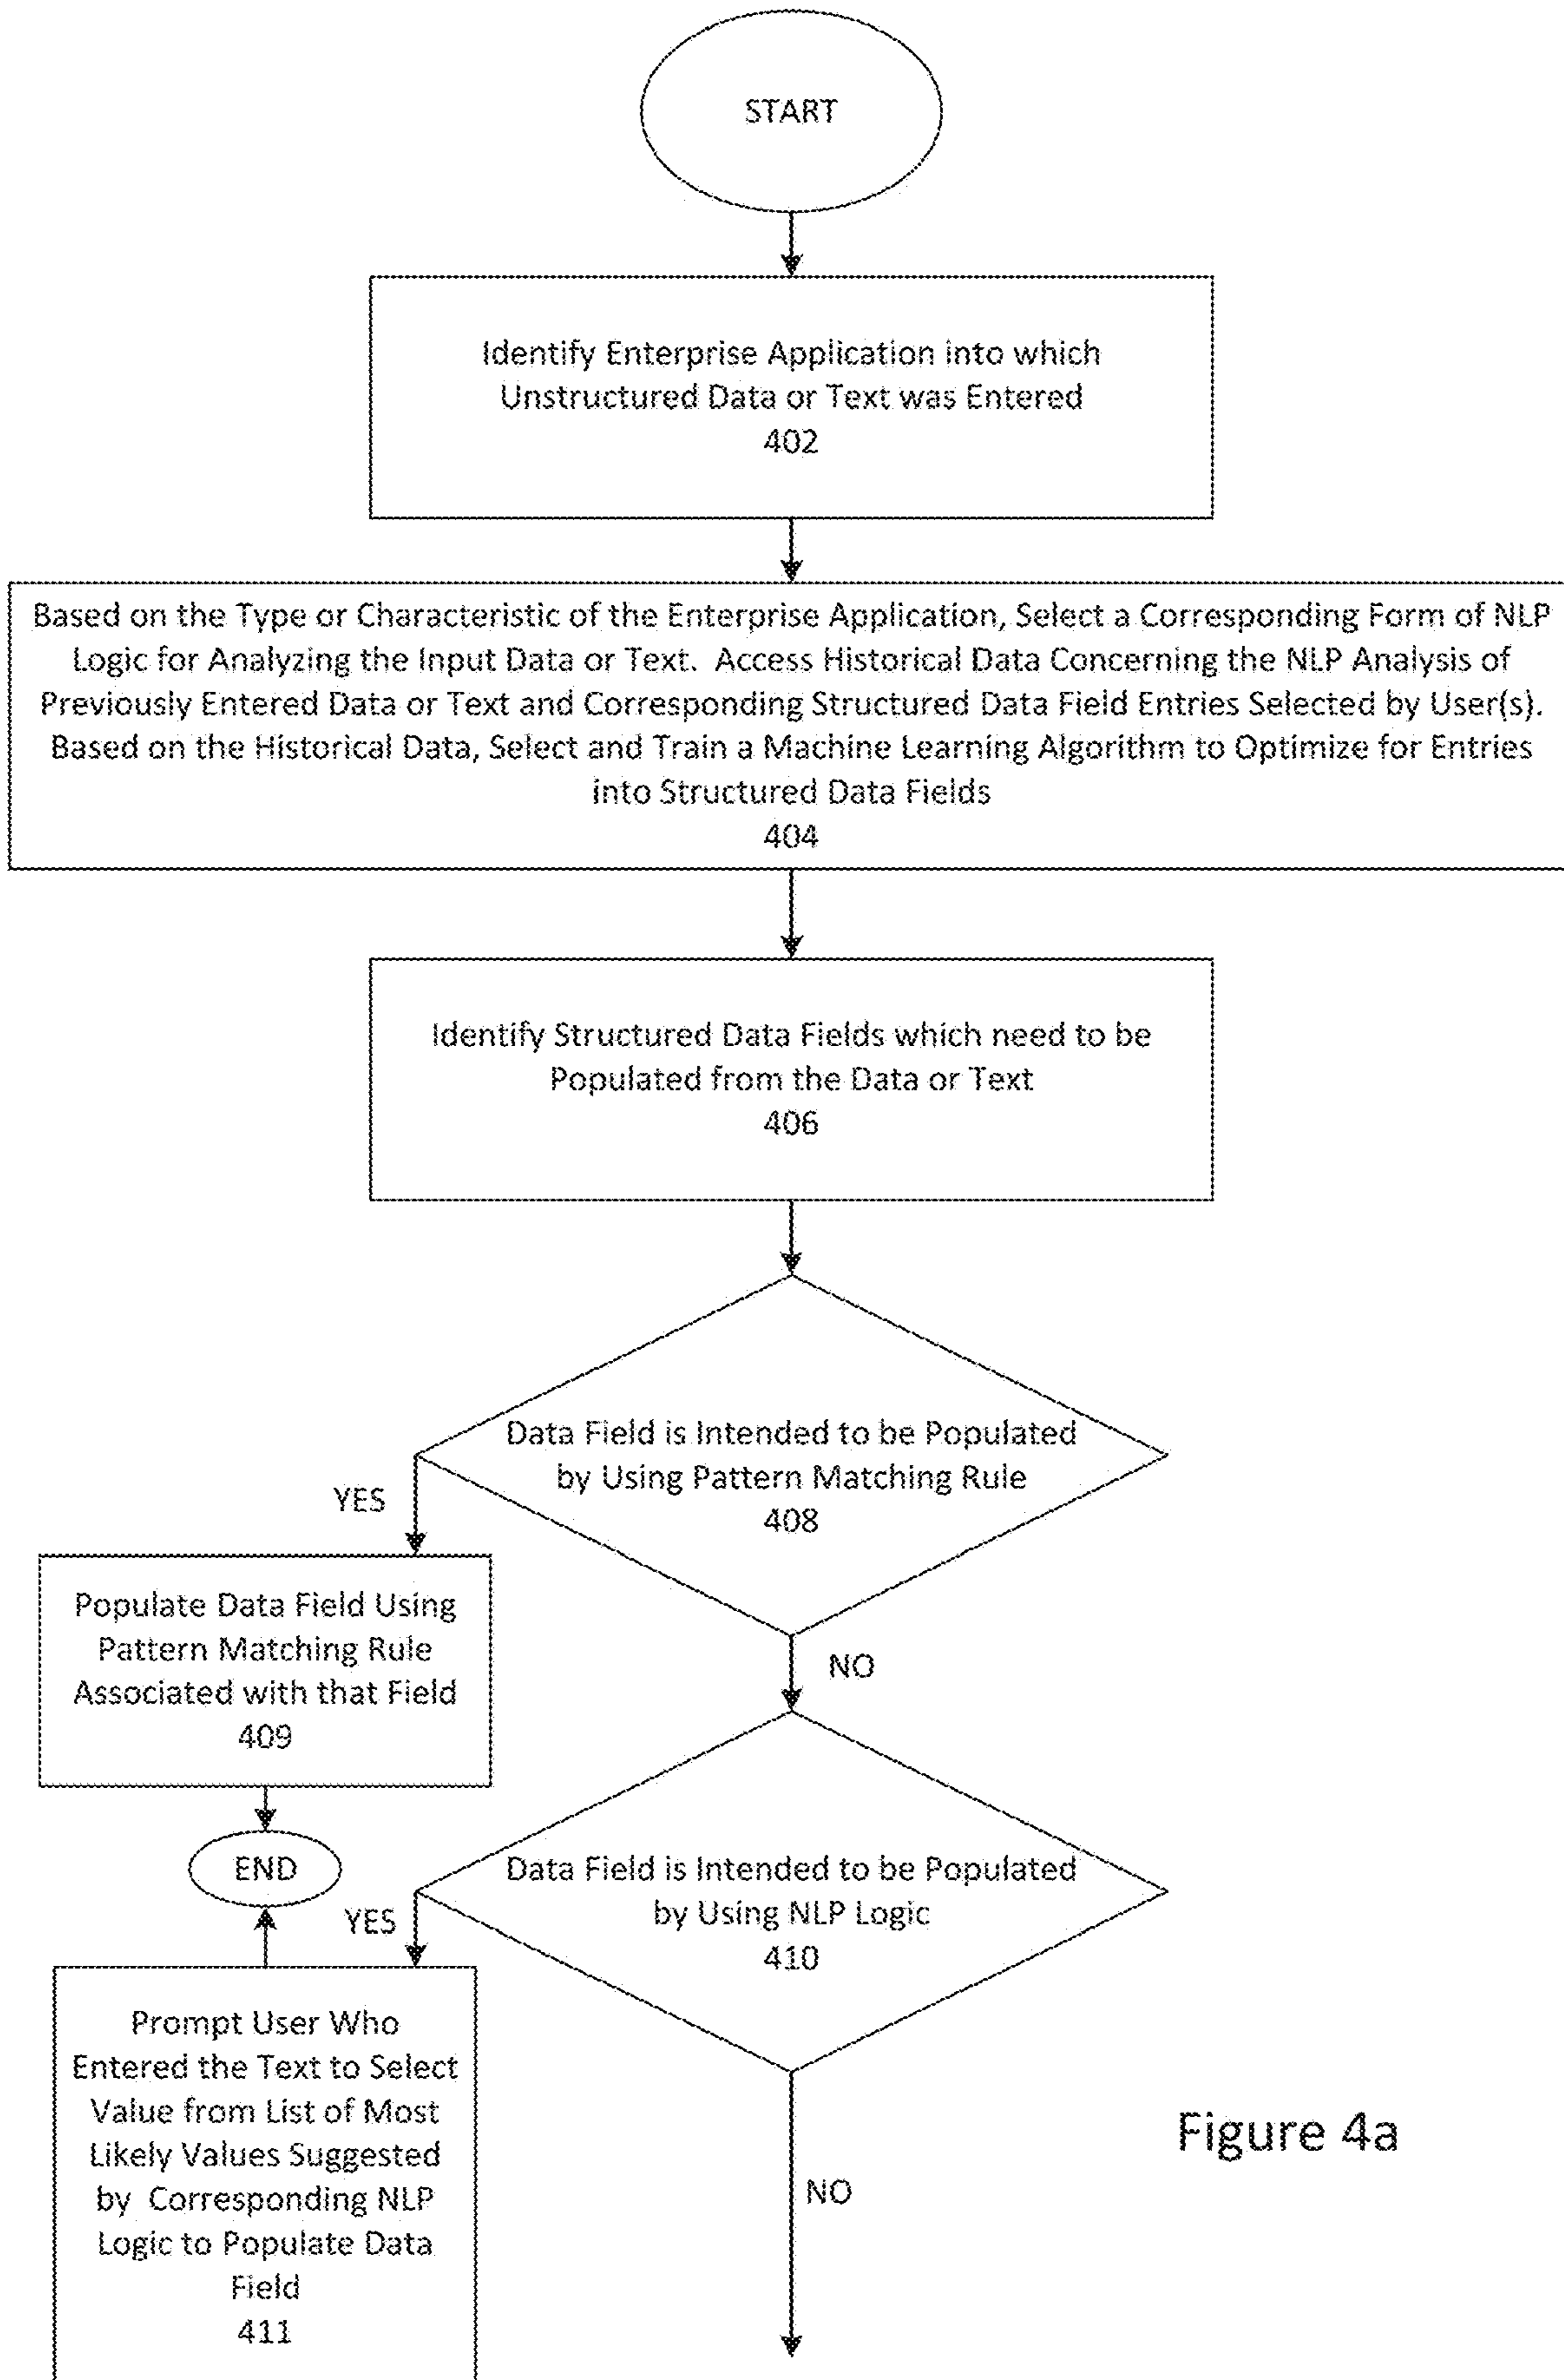 START
Identify Enterprise Application into which
Unstructured Data or Text was Entered
402
Based on the Type or Characteristic of the Enterprise Application, Select a Corresponding Form of NLP
Logic for Analyzing the Input Data or Text. Access Historical Data Concerning the NLP Analysis of
Previously Entered Data or Text and Corresponding Structured Data Field Entries Selected by User(s).
Based on the Historical Data, Select and Train a Machine Learning Algorithm to Optimize for Entries
into Structured Data Fields
404
Identify Structured Data Fields which need to be
Populated from the Data or Text
406
Data Field is Intended to be Populated
by Using Pattern Matching Rule
408
YES
Populate Data Field Using
Pattern Matching Rule
Associated with that Field
409
NO
END
Data Field is Intended to be Populated
by Using NLP Logic
410
YES
Prompt User Who
Entered the Text to Select
Value from List of Most
Likely Values Suggested
by Corresponding NLP
Logic to Populate Data
Field
411
NO
Figure 4a